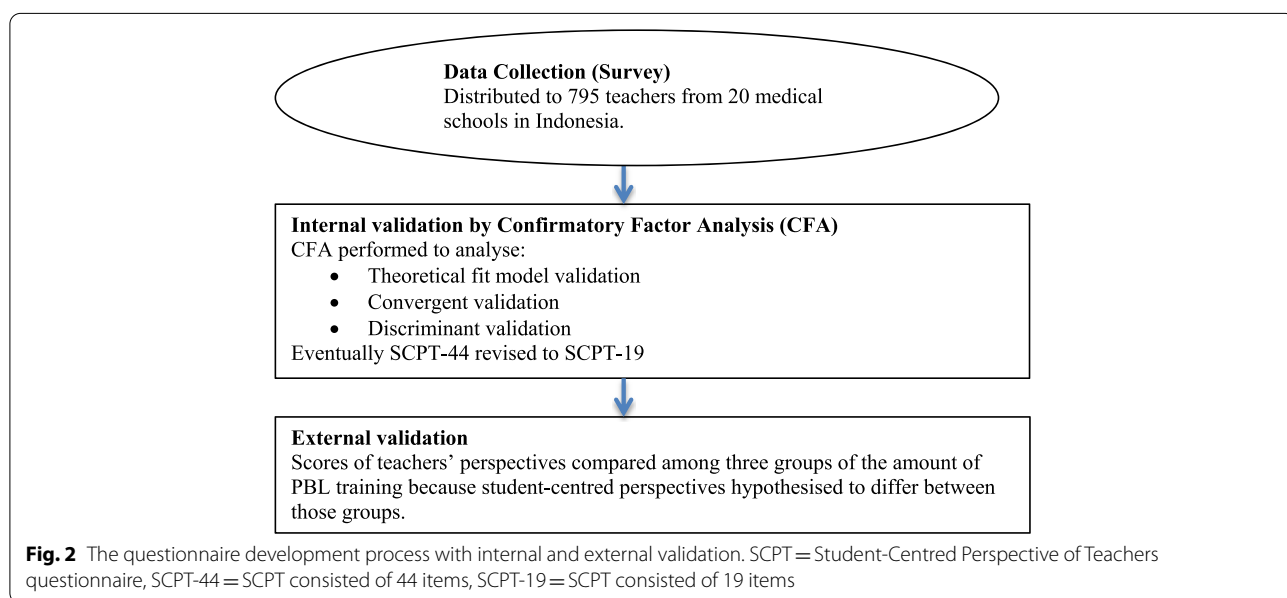 Data Collection (Survey)
Distributed to 795 teachers from 20 medical
schools in Indonesia.
Internal validation by Confirmatory Factor Analysis (CFA)
CFA performed to analyse:
• Theoretical fit model validation
• Convergent validation
• Discriminant validation
Eventually SCPT-44 revised to SCPT-19
External validation
Scores of teachers’ perspectives compared among three groups of the amount of
PBL training because student-centred perspectives hypothesised to differ between
those groups.
Fig. 2 The questionnaire development process with internal and external validation. SCPT = Student-Centred Perspective of Teachers
questionnaire, SCPT-44 = SCPT consisted of 44 items, SCPT-19 = SCPT consisted of 19 items